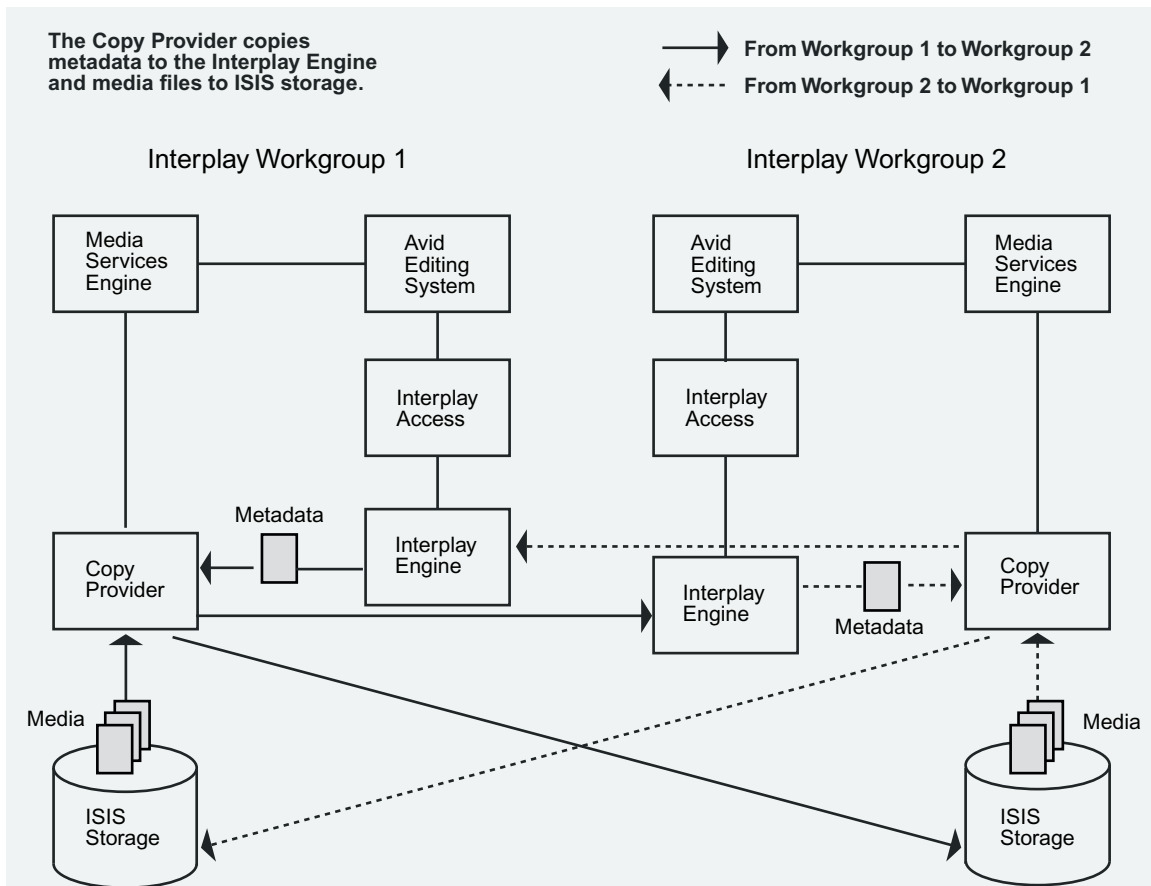 The Copy Provider copies
metadata to the Interplay Engine
and media files to ISIS storage.
From Workgroup 1 to Workgroup 2
From Workgroup 2 to Workgroup 1
Interplay Workgroup 1
Interplay Workgroup 2
Media
Services
Engine
Avid
Editing
System
Avid
Editing
System
Media
Services
Engine
Interplay
Access
Interplay
Access
Metadata
Copy
Provider
Interplay
Engine
Interplay
Engine
Metadata
Copy
Provider
Media
ISIS
Storage
Media
ISIS
Storage